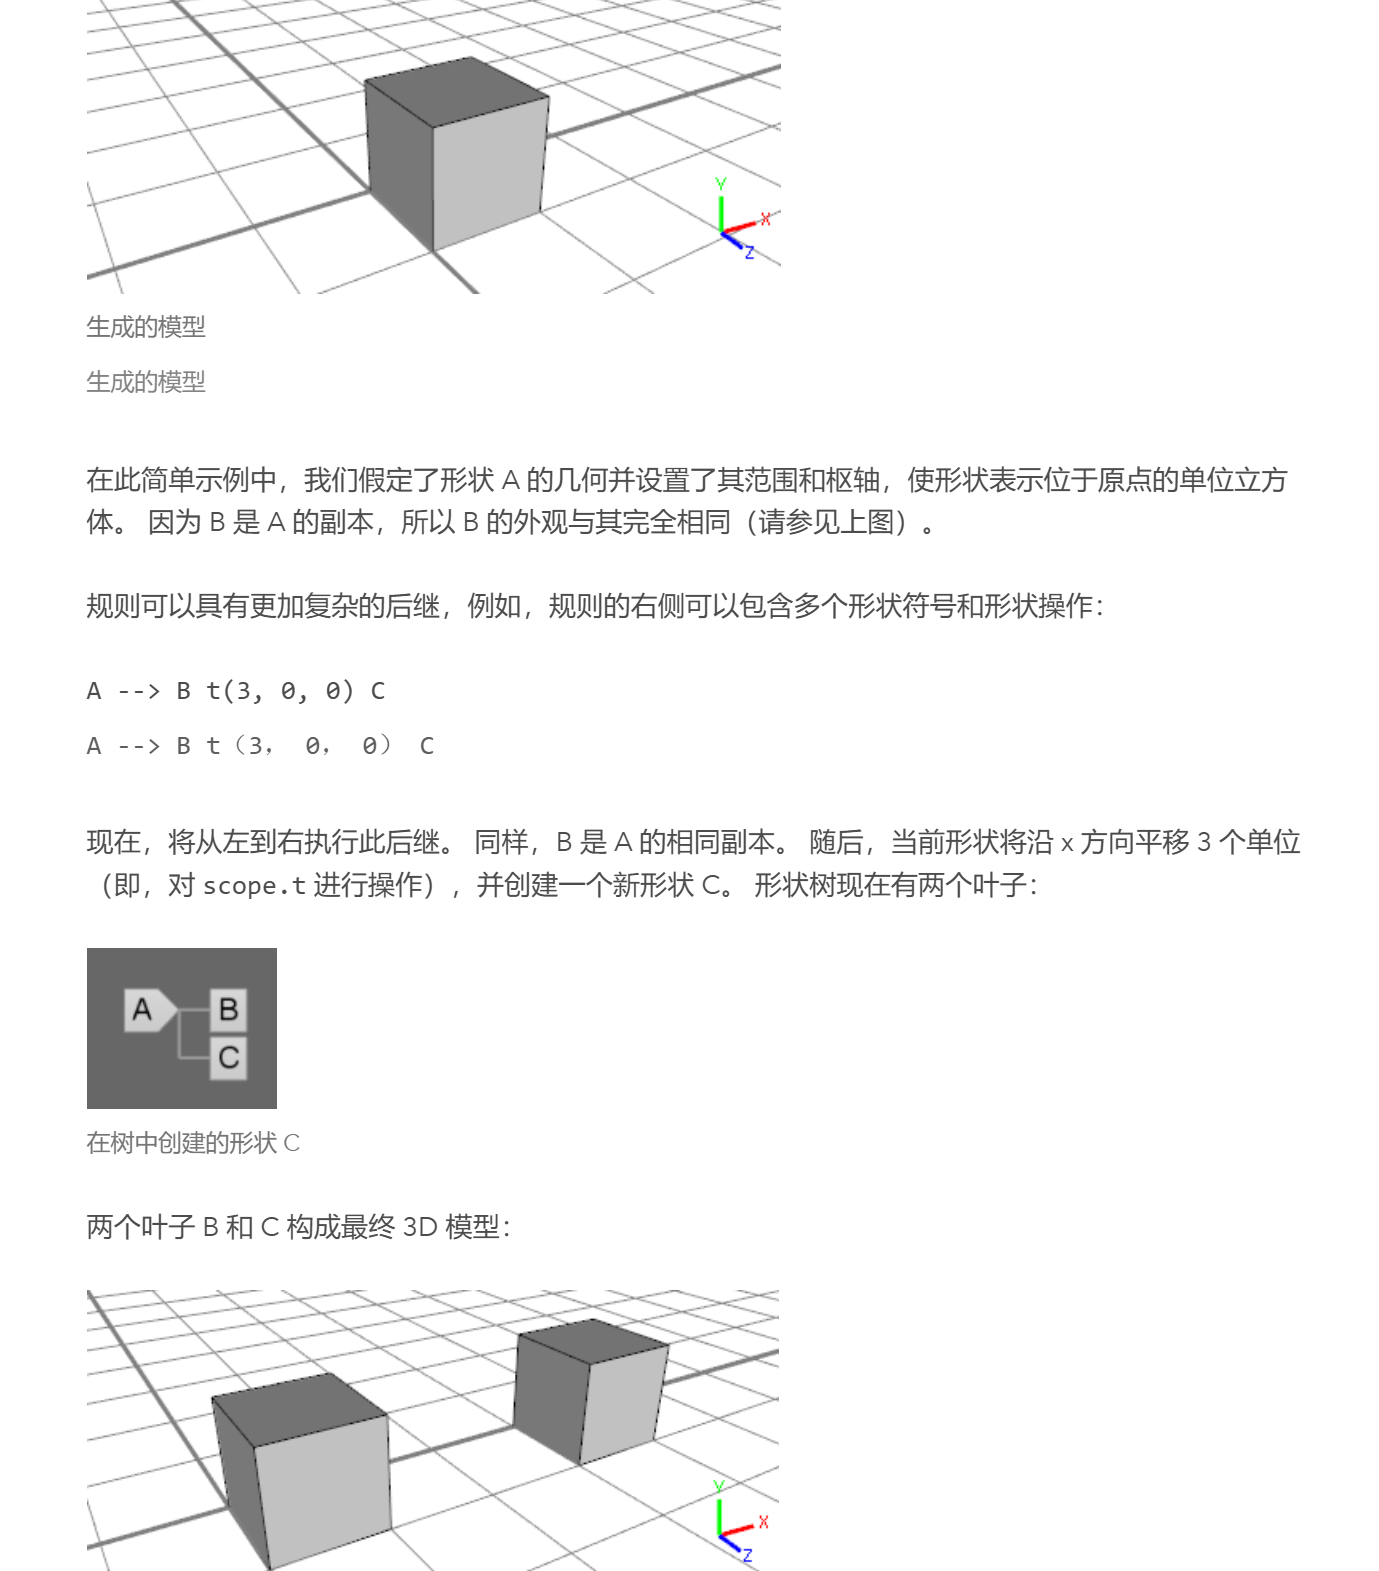 Y
X
Z
生成的模型
生成的模型
在此简单示例中，我们假定了形状 A 的几何并设置了其范围和枢轴，使形状表示位于原点的单位立方
体。 因为 B 是 A 的副本，所以 B 的外观与其完全相同（请参见上图）。
规则可以具有更加复杂的后继，例如，规则的右侧可以包含多个形状符号和形状操作：
A --> B t(3, 0, 0) C
A --> B t（3， 0， 0） C
现在，将从左到右执行此后继。 同样，B 是 A 的相同副本。 随后，当前形状将沿 x 方向平移 3 个单位
（即，对 scope.t 进行操作），并创建一个新形状 C。 形状树现在有两个叶子：
A
B
C
在树中创建的形状 C
两个叶子 B 和 C 构成最终 3D 模型：
Y
X
Z